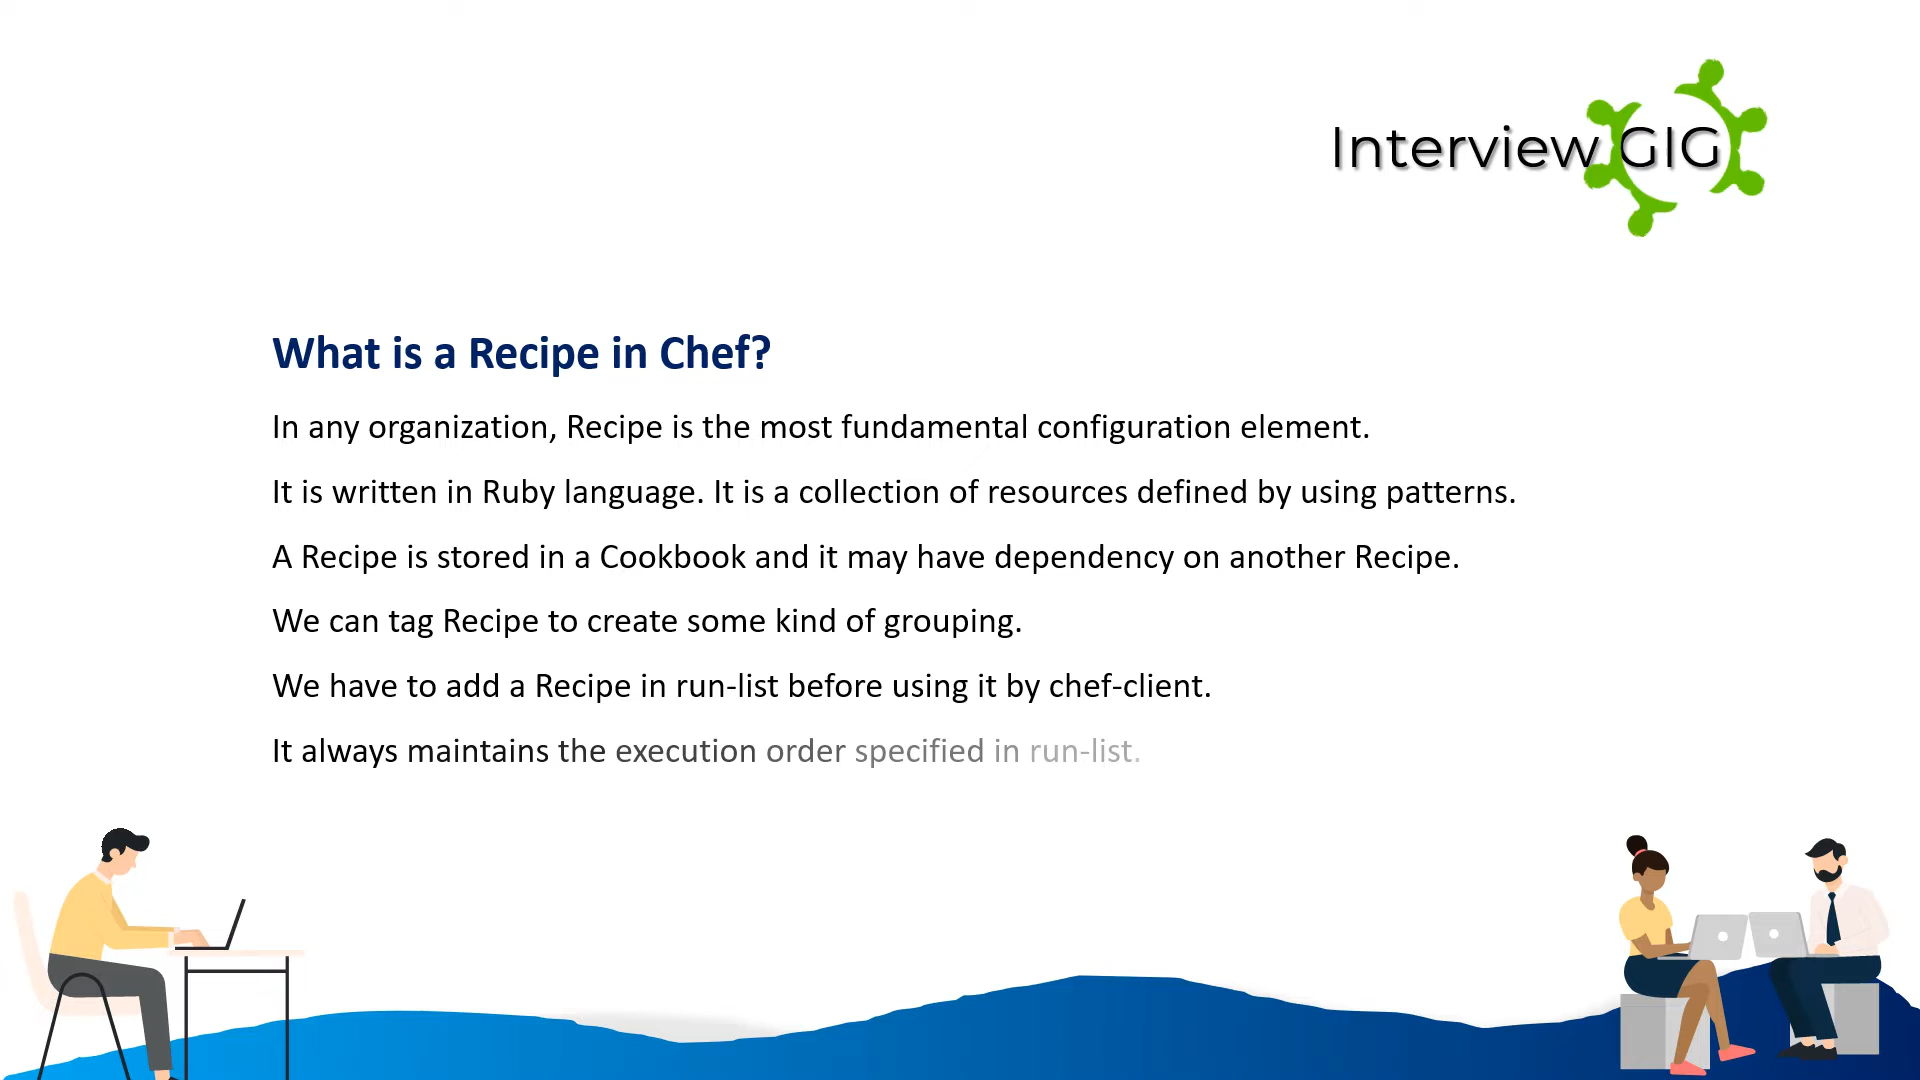 Interview GIG
What is a Recipe in Chef?
In any organization, Recipe is the most fundamental configuration element.
It is written in Ruby language. It is a collection of resources defined by using patterns.
A Recipe is stored in a Cookbook and it may have dependency on another Recipe.
We can tag Recipe to create some kind of grouping.
We have to add a Recipe in run-list before using it by chef-client.
It always maintains the execution order specified in run-list.